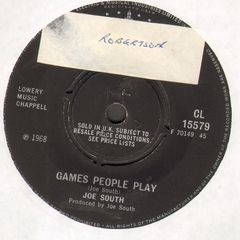 ROBERTSON
LOWERY
MUSIC
CHAPPELL
SOLD IN U.K. SUBJECT TO
RESALE PRICE CONDITIONS,
SEE PRICE LISTS
CL
15579
F 70149 45
℗ 1968
GAMES PEOPLE PLAY
(Joe South)
JOE SOUTH
Produced by Joe South